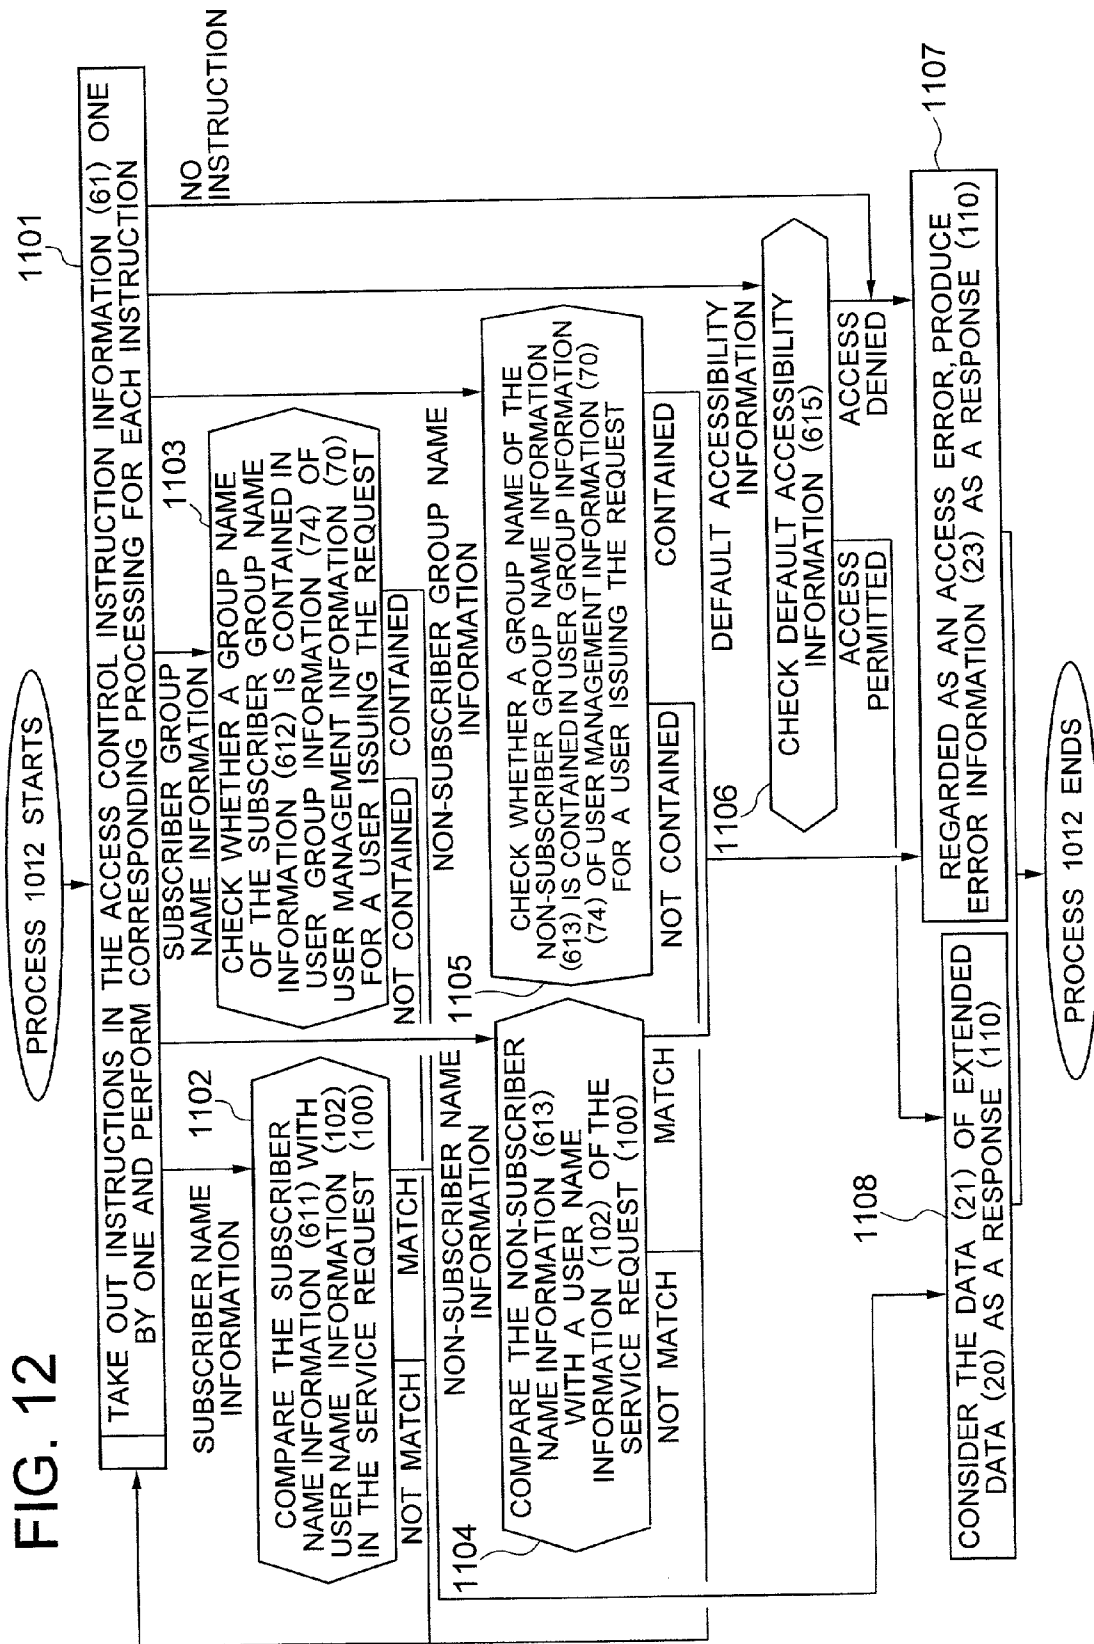 FIG. 12
PROCESS 1012 STARTS
1101
TAKE OUT INSTRUCTIONS IN THE ACCESS CONTROL INSTRUCTION INFORMATION (61) ONE
BY ONE AND PERFORM CORRESPONDING PROCESSING FOR EACH INSTRUCTION
SUBSCRIBER NAME
INFORMATION
1102
COMPARE THE SUBSCRIBER
NAME INFORMATION (611) WITH
USER NAME INFORMATION (102)
IN THE SERVICE REQUEST (100)
NOT MATCH
MATCH
SUBSCRIBER GROUP
NAME INFORMATION
1103
CHECK WHETHER A GROUP NAME
OF THE SUBSCRIBER GROUP NAME
INFORMATION (612) IS CONTAINED IN
USER GROUP INFORMATION (74) OF
USER MANAGEMENT INFORMATION (70)
FOR A USER ISSUING THE REQUEST
NOT CONTAINED
CONTAINED
NO
INSTRUCTION
NON-SUBSCRIBER NAME
INFORMATION
1104
COMPARE THE NON-SUBSCRIBER
NAME INFORMATION (613)
WITH A USER NAME
INFORMATION (102) OF THE
SERVICE REQUEST (100)
NOT MATCH
MATCH
NON-SUBSCRIBER GROUP NAME
INFORMATION
1105
CHECK WHETHER A GROUP NAME OF THE
NON-SUBSCRIBER GROUP NAME INFORMATION
(613) IS CONTAINED IN USER GROUP INFORMATION
(74) OF USER MANAGEMENT INFORMATION (70)
FOR A USER ISSUING THE REQUEST
NOT CONTAINED
CONTAINED
DEFAULT ACCESSIBILITY
INFORMATION
1106
CHECK DEFAULT ACCESSIBILITY
INFORMATION (615)
ACCESS
PERMITTED
ACCESS
DENIED
1108
CONSIDER THE DATA (21) OF EXTENDED
DATA (20) AS A RESPONSE (110)
1107
REGARDED AS AN ACCESS ERROR, PRODUCE
ERROR INFORMATION (23) AS A RESPONSE (110)
PROCESS 1012 ENDS